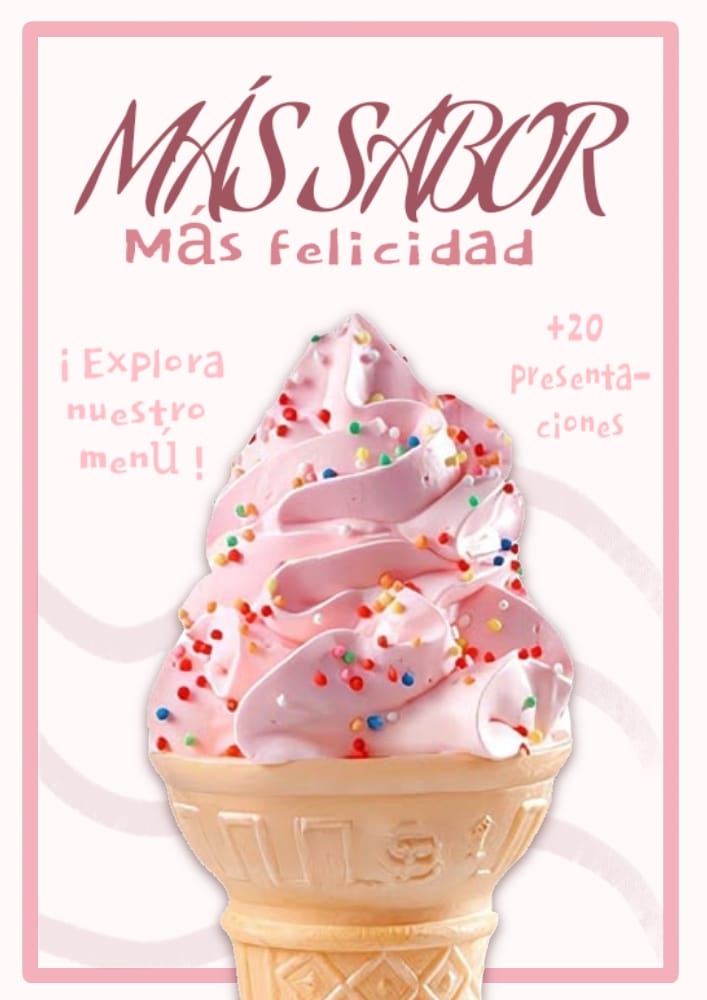 MÁS SABOR
Más felicidad
¡Explora
nuestro
menú!
+20
presenta-
ciones